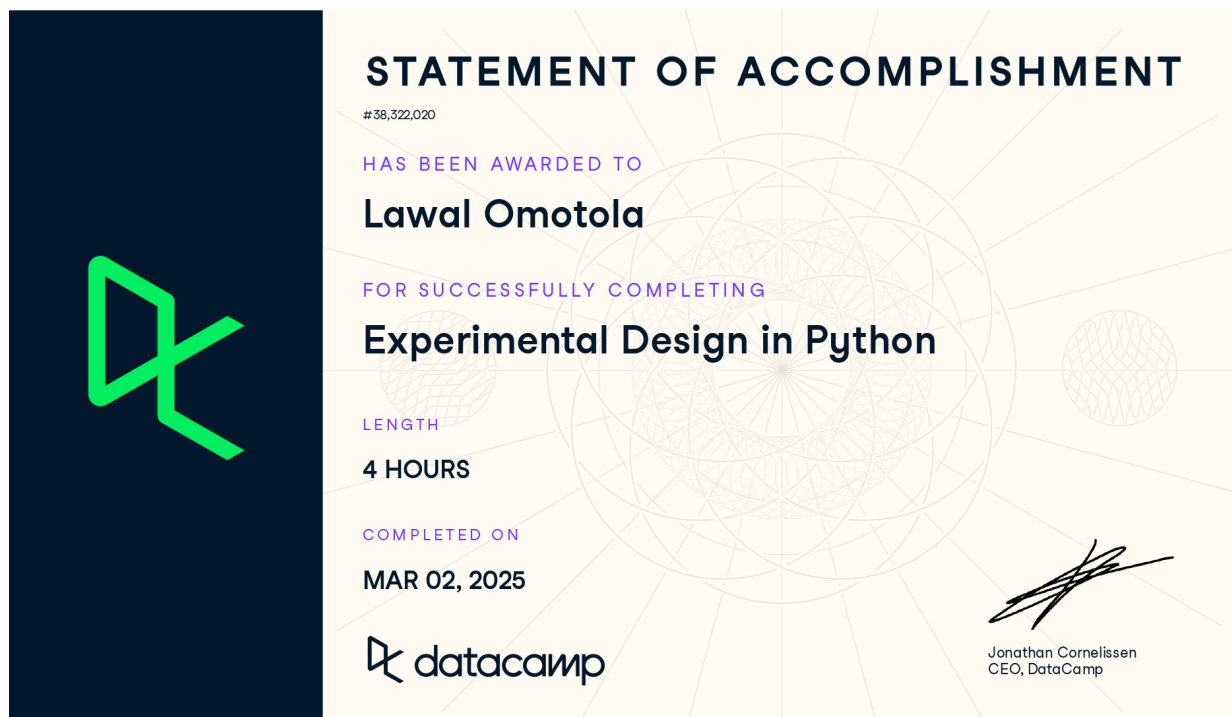 STATEMENT OF ACCOMPLISHMENT
#38,322,020
HAS BEEN AWARDED TO
Lawal Omotola
FOR SUCCESSFULLY COMPLETING
Experimental Design in Python
LENGTH
4 HOURS
COMPLETED ON
MAR 02, 2025
datacamp
Jonathan Cornelissen
CEO, DataCamp